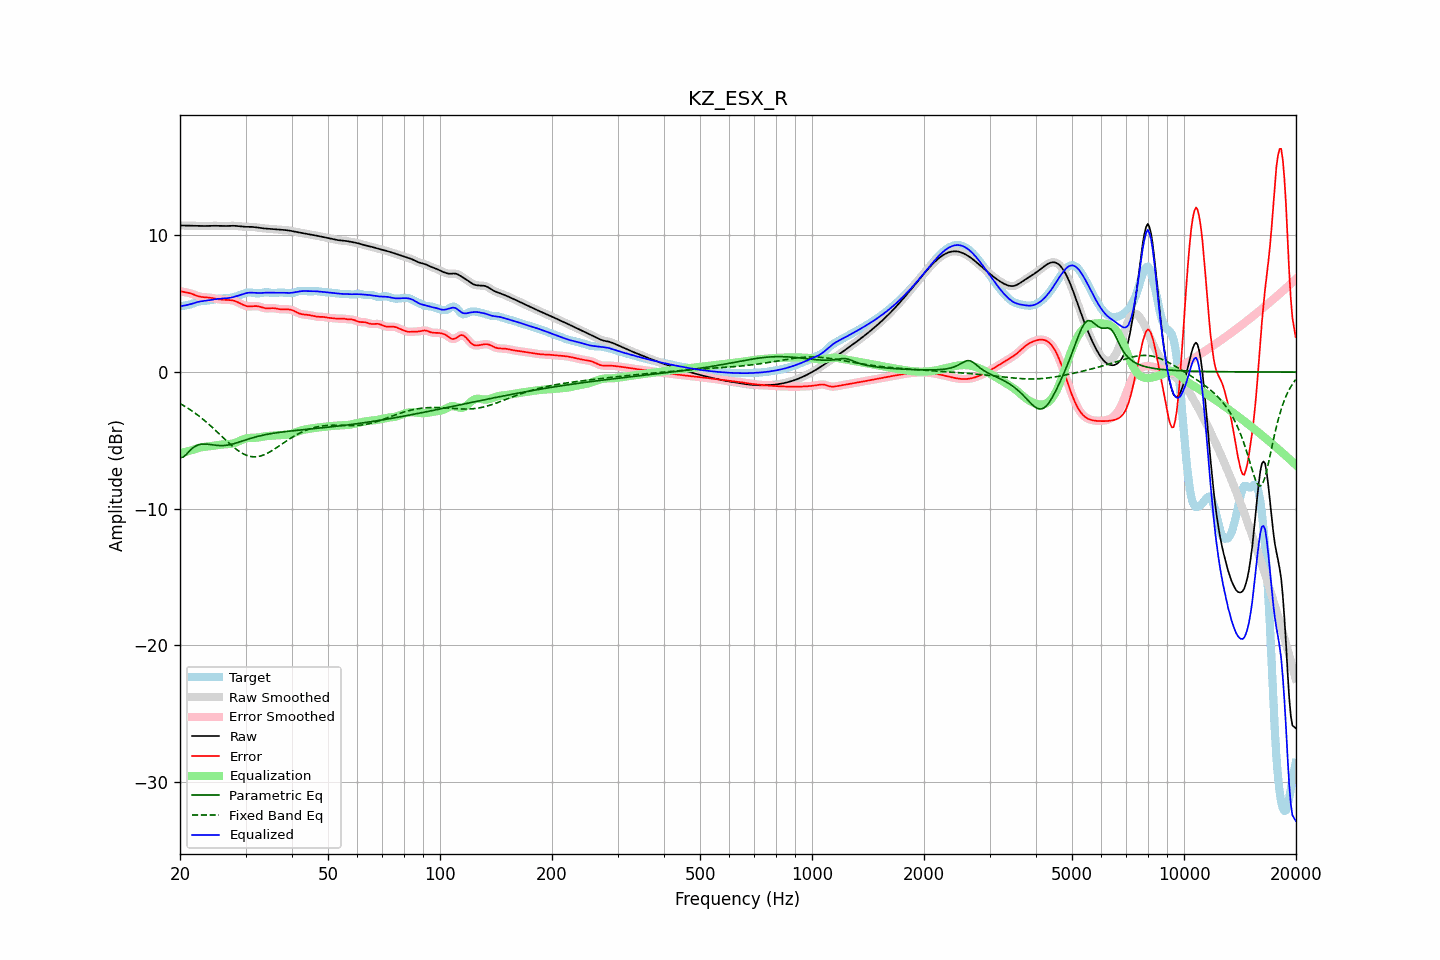 KZ_ESX_R
Amplitude (dBr)
10
0
−10
−20
−30
Target
Raw Smoothed
Error Smoothed
Raw
Error
Equalization
Parametric Eq
Fixed Band Eq
Equalized
20 50 100 200 500 1000 2000 5000 10000 20000
Frequency (Hz)